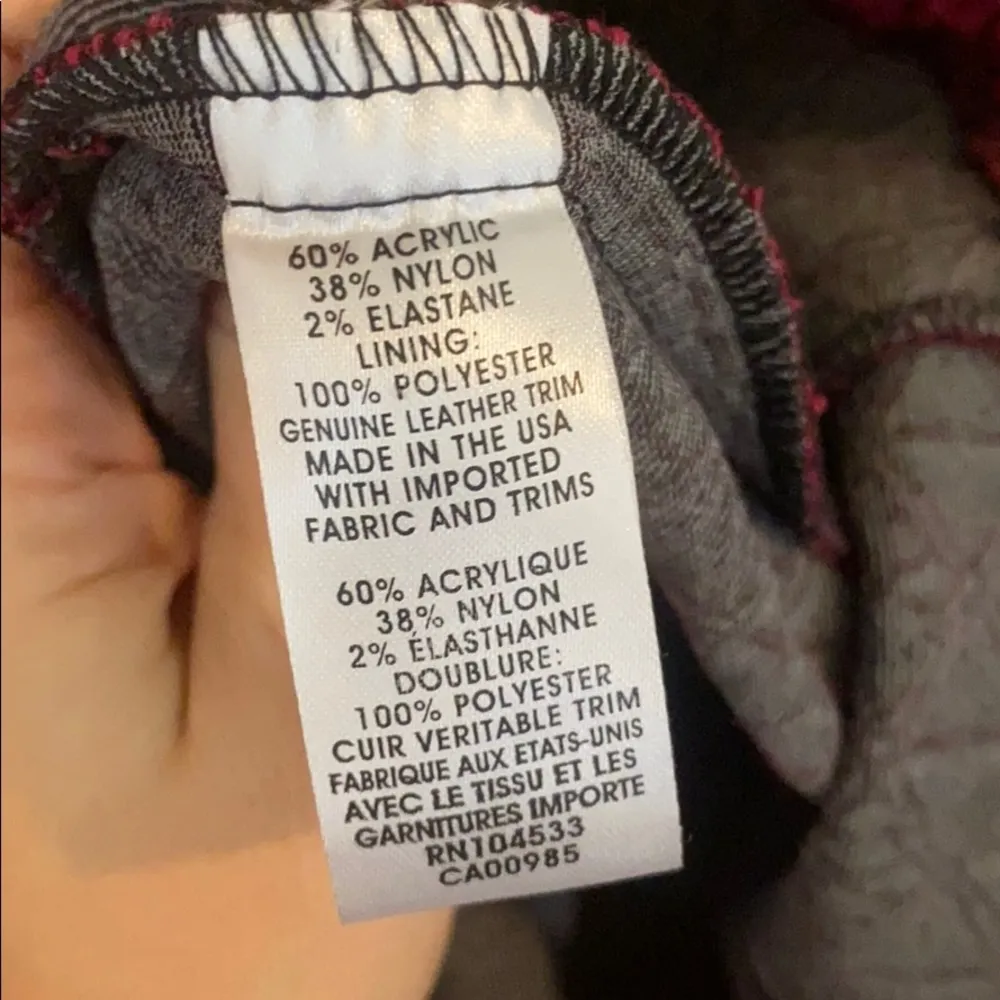 60% ACRYLIC
38% NYLON
2% ELASTANE
LINING:
100% POLYESTER
GENUINE LEATHER TRIM
MADE IN THE USA
WITH IMPORTED
FABRIC AND TRIMS
60% ACRYLIQUE
38% NYLON
2% ÉLASTHANNE
DOUBLURE:
100% POLYESTER
CUIR VERITABLE TRIM
FABRIQUE AUX ETATS-UNIS
AVEC LE TISSU ET LES
GARNITURES IMPORTE
RN104533
CA00985